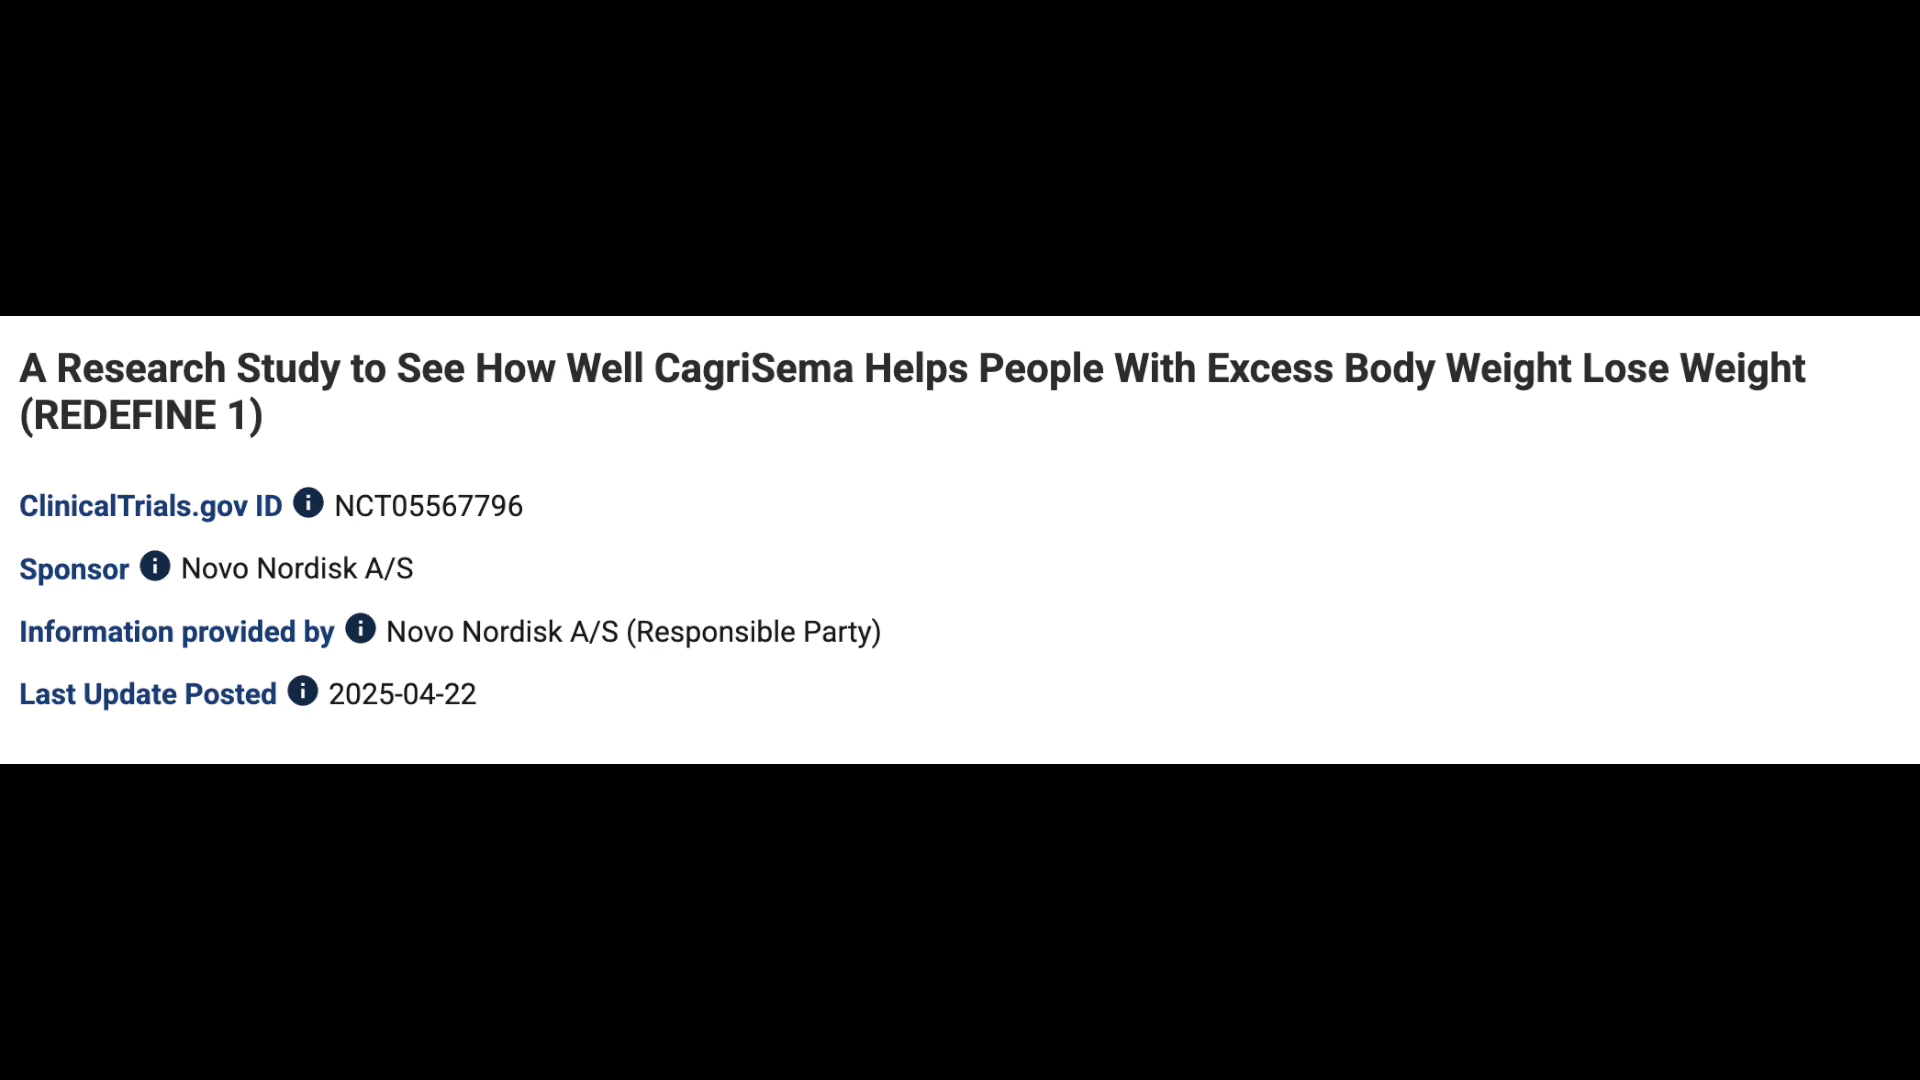 A Research Study to See How Well CagriSema Helps People With Excess Body Weight Lose Weight
(REDEFINE 1)
ClinicalTrials.gov ID i NCT05567796
Sponsor i Novo Nordisk A/S
Information provided by i Novo Nordisk A/S (Responsible Party)
Last Update Posted i 2025-04-22